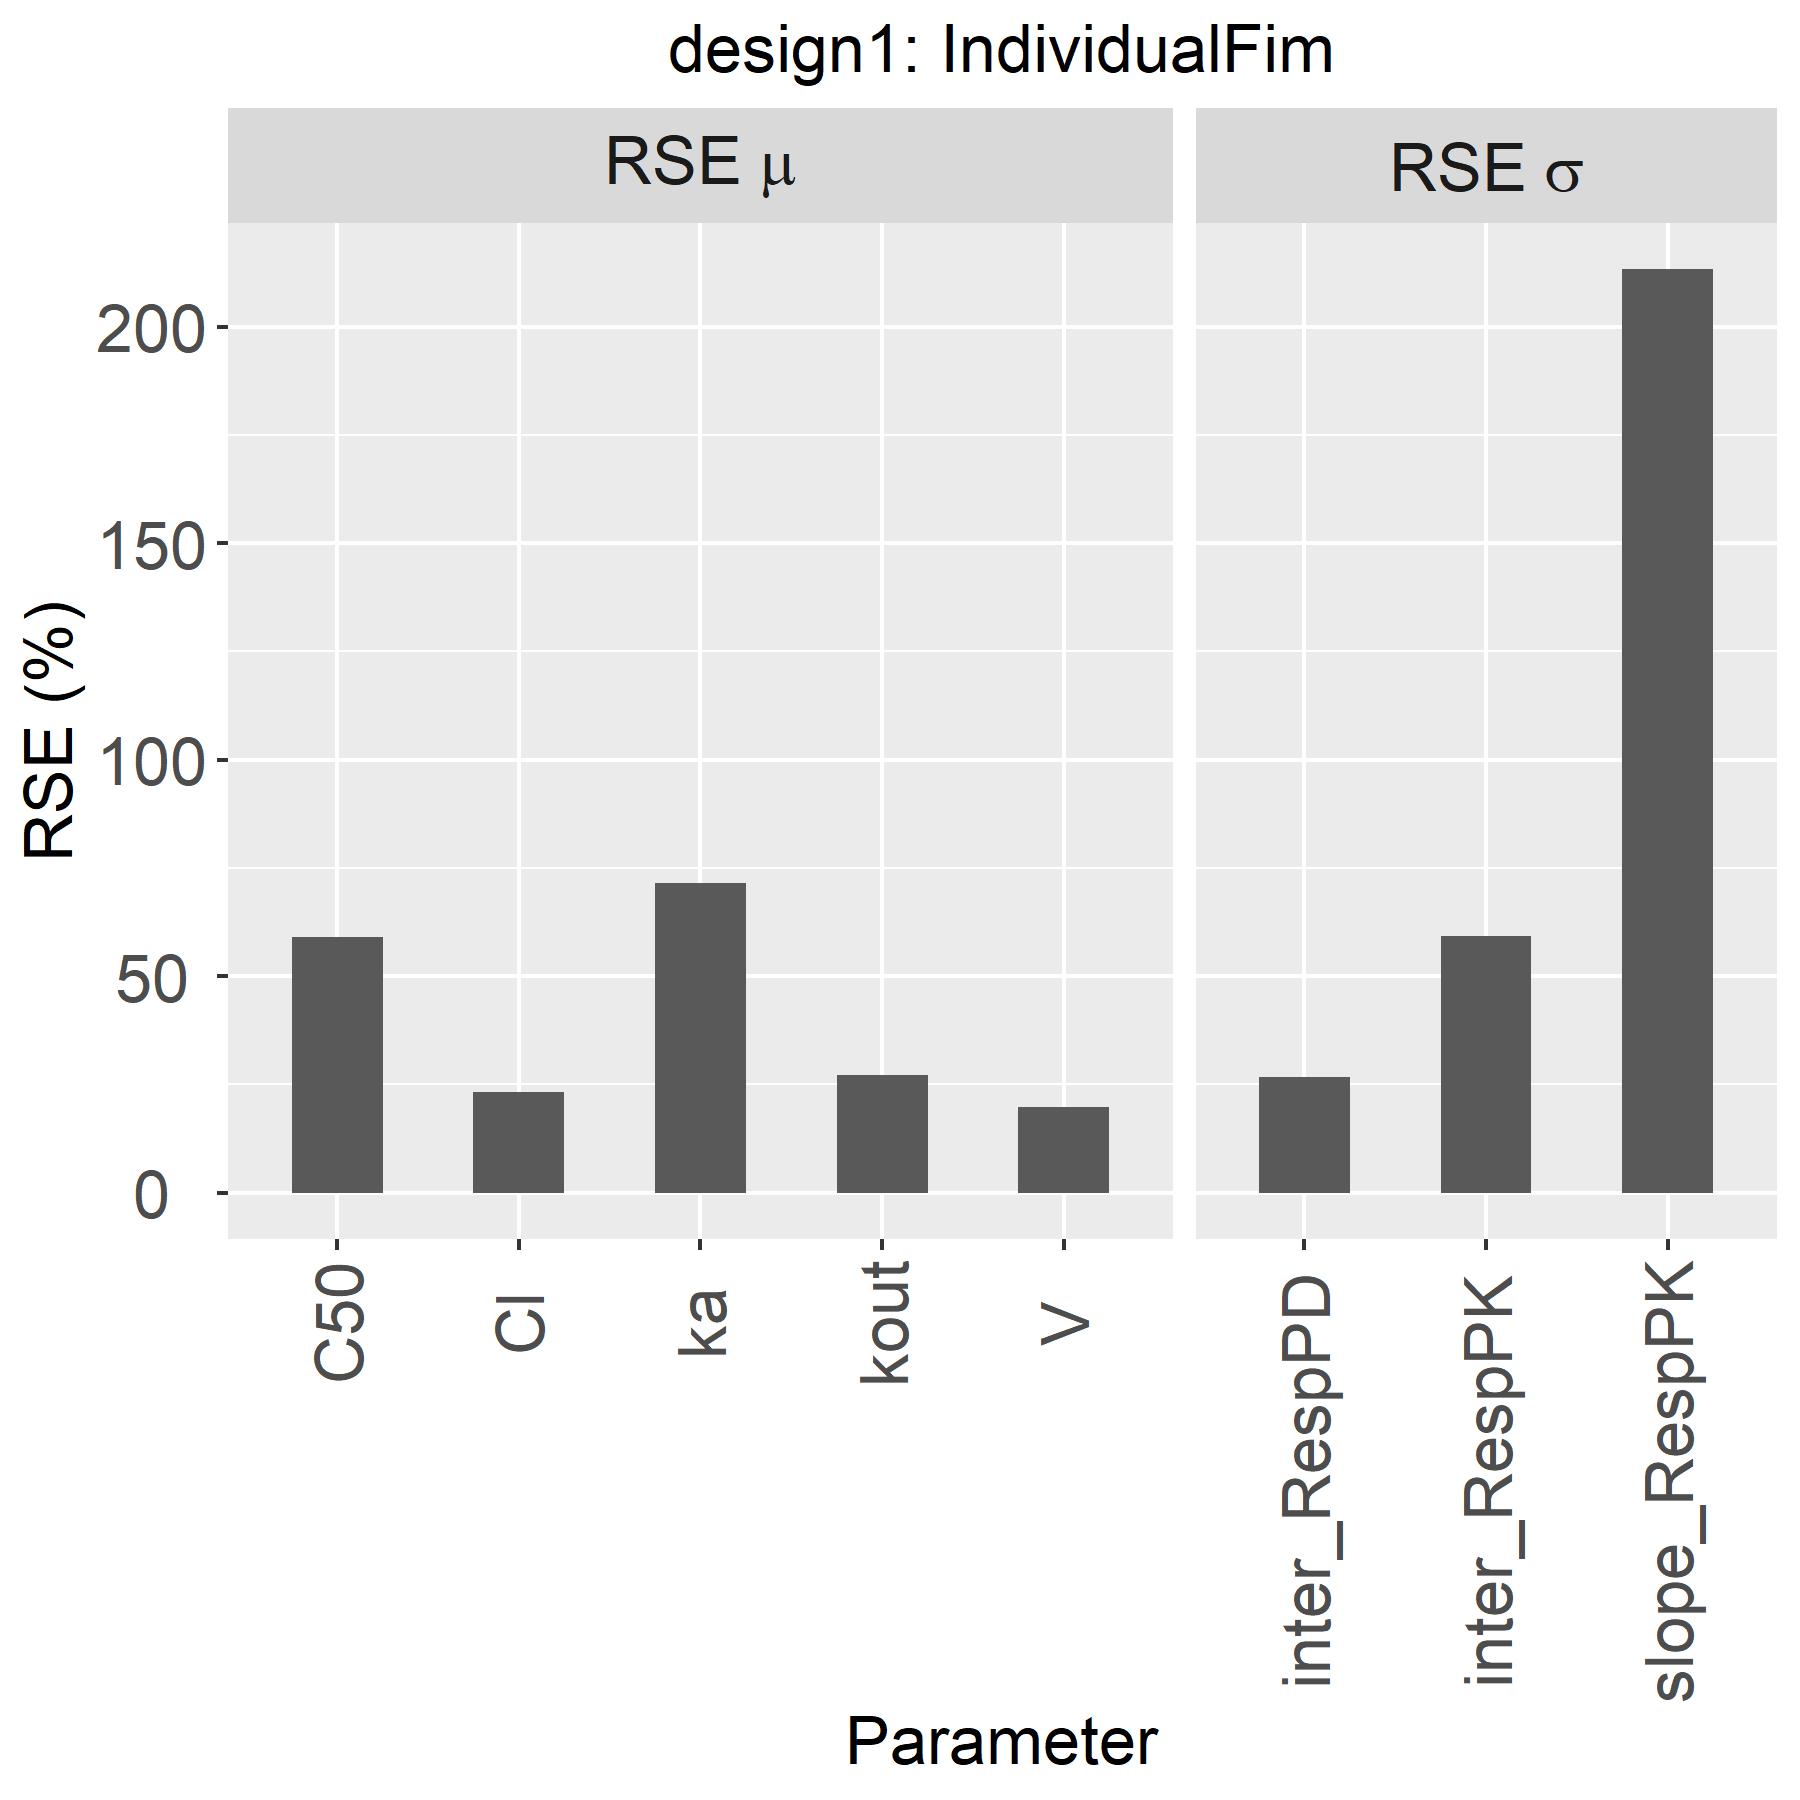 design1: IndividualFim
RSE μ
RSE σ
RSE (%)
200
150
100
50
0
C50
Cl
ka
kout
V
inter_RespPD
inter_RespPK
slope_RespPK
Parameter